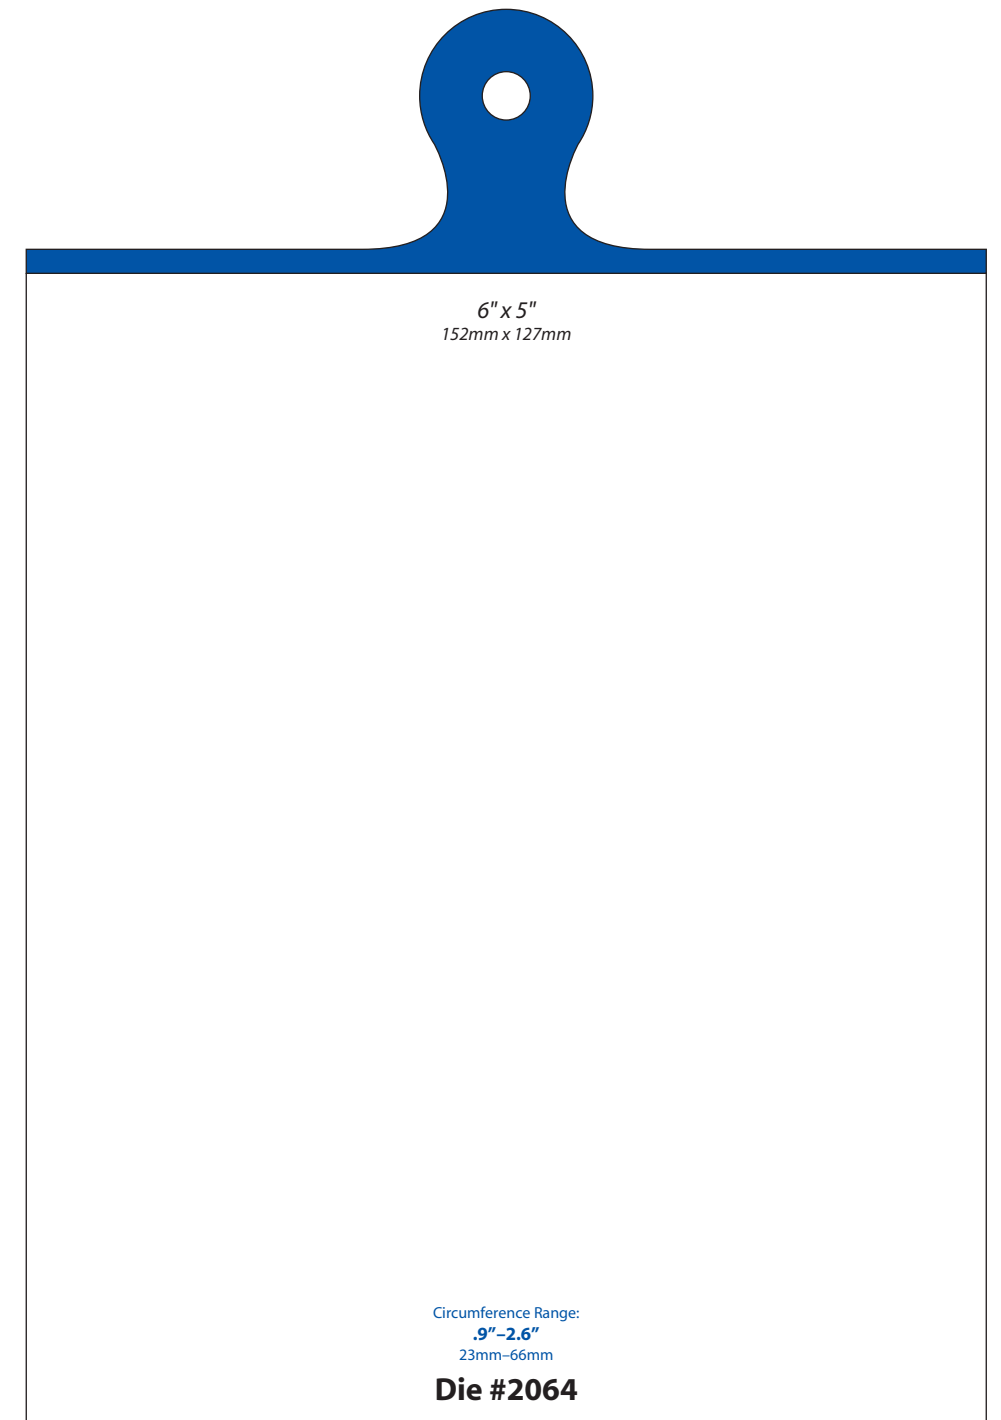 6" x 5"
152mm x 127mm
Circumference Range:
.9”–2.6”
23mm–66mm
Die #2064